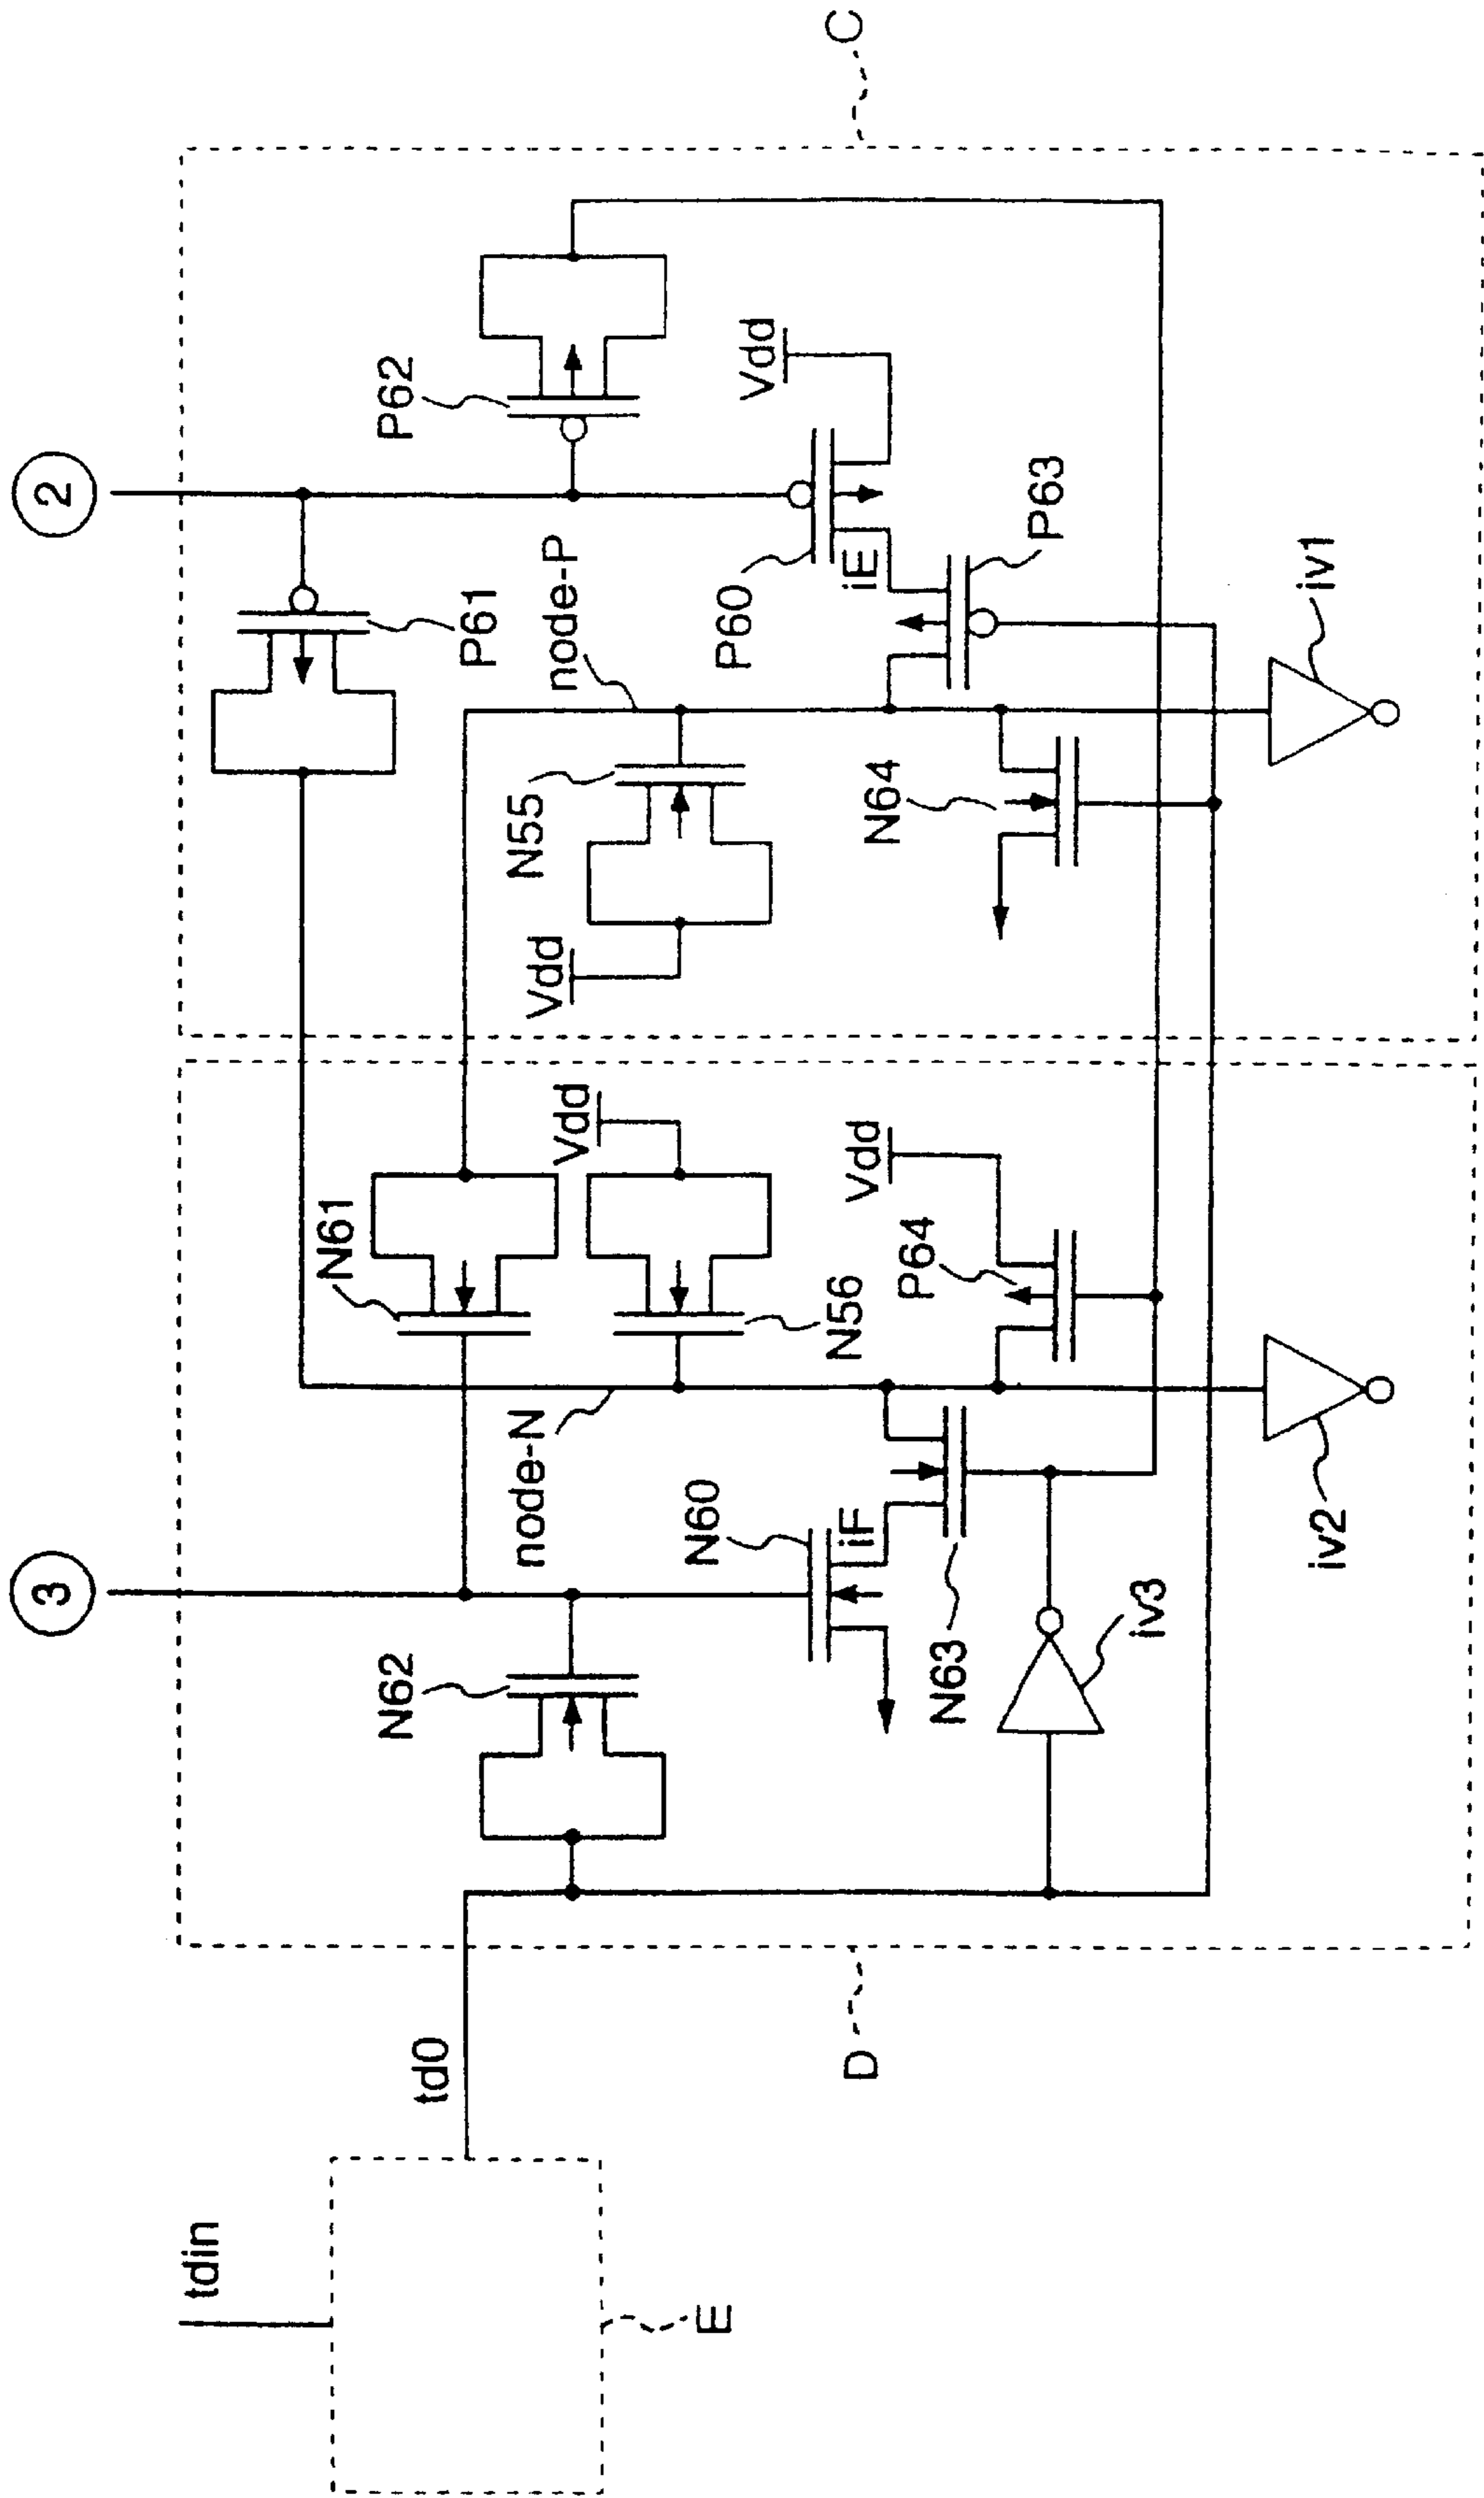 2
3
C
P62
Vdd
P61
node-P
P60
iE
P63
iv1
N55
N64
Vdd
N61
Vdd
Vdd
P64
N56
node-N
N60
iF
iv2
N62
N63
iv3
td0
D
tdin
E